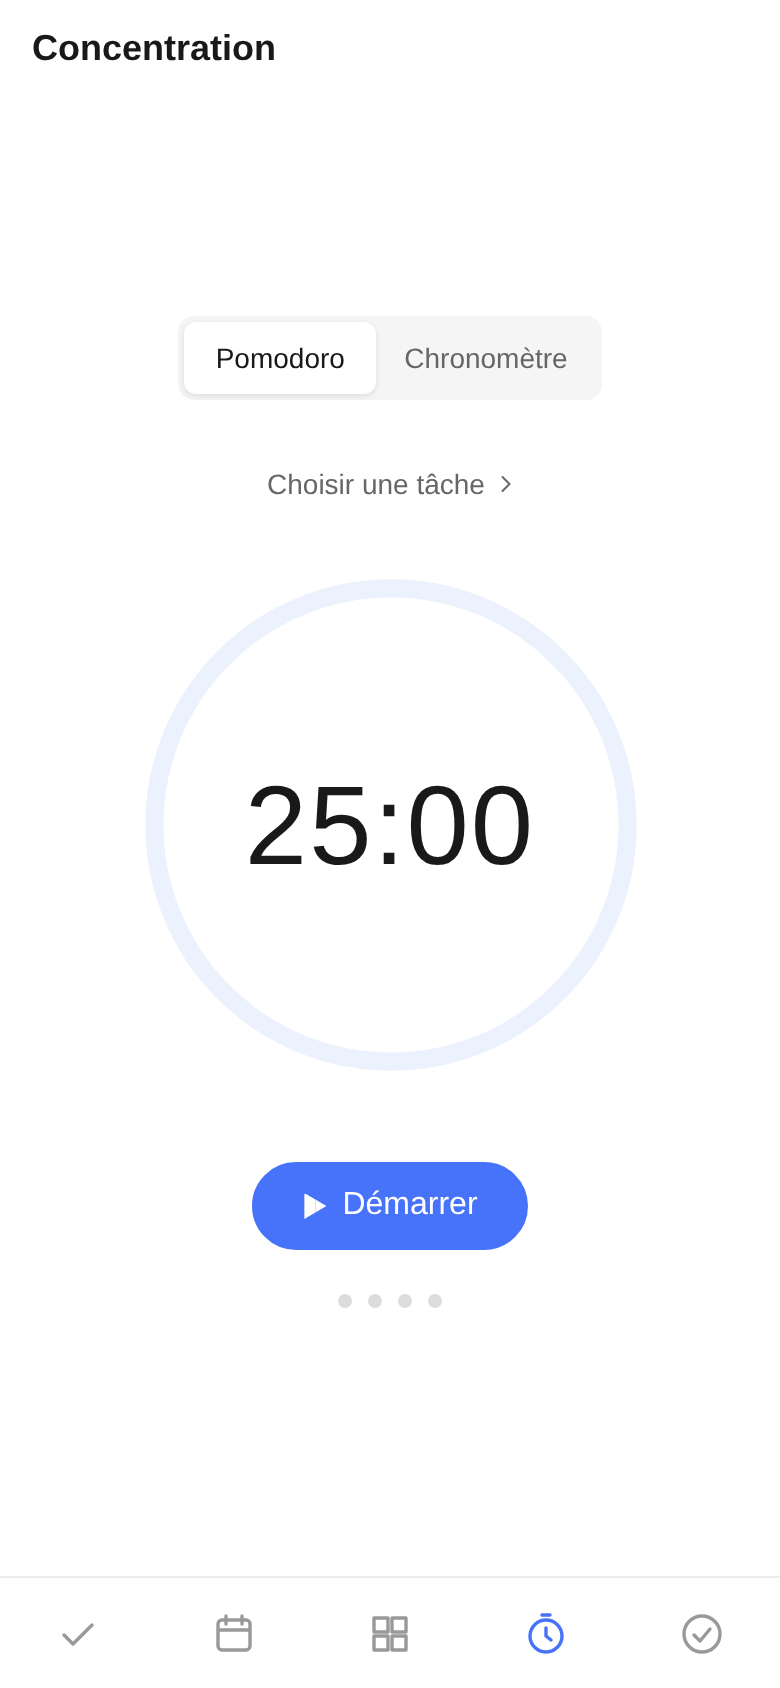 Concentration
Pomodoro Chronomètre
Choisir une tâche
25:00
Démarrer